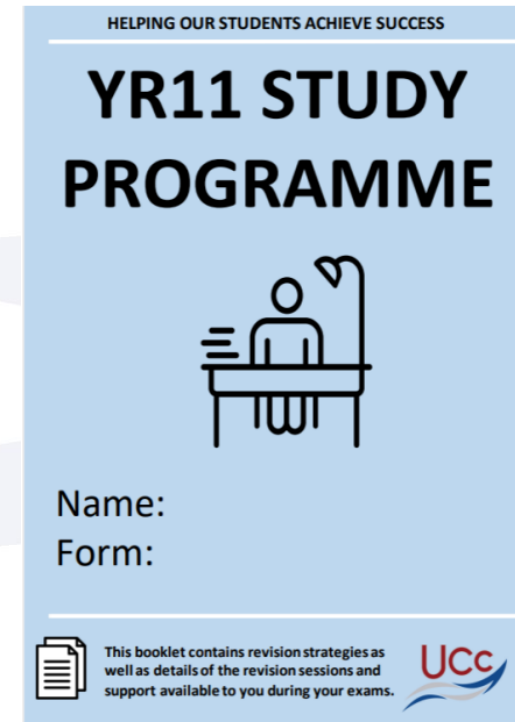 HELPING OUR STUDENTS ACHIEVE SUCCESS
YR11 STUDY
PROGRAMME
Name:
Form:
This booklet contains revision strategies as
well as details of the revision sessions and
support available to you during your exams.
UCc